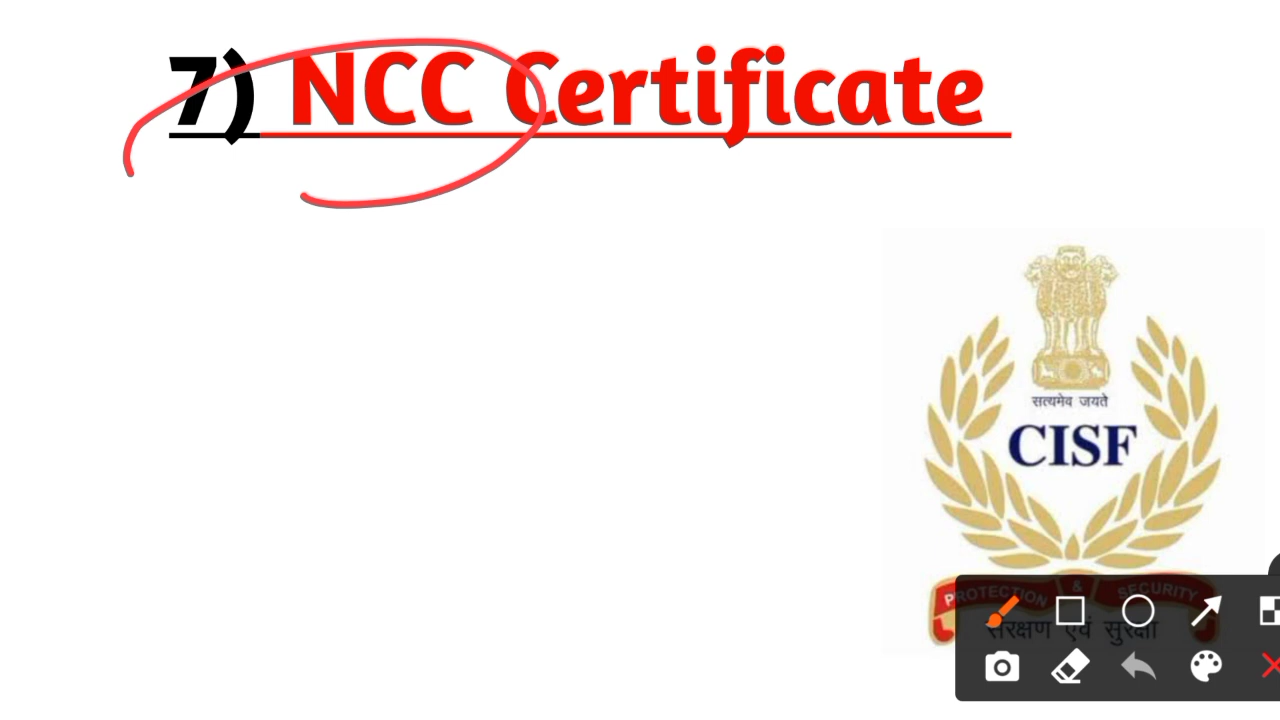 7) NCC Certificate
सत्यमेव जयते
CISF
PROTECTION & SECURITY
संरक्षण एवं सुरक्षा